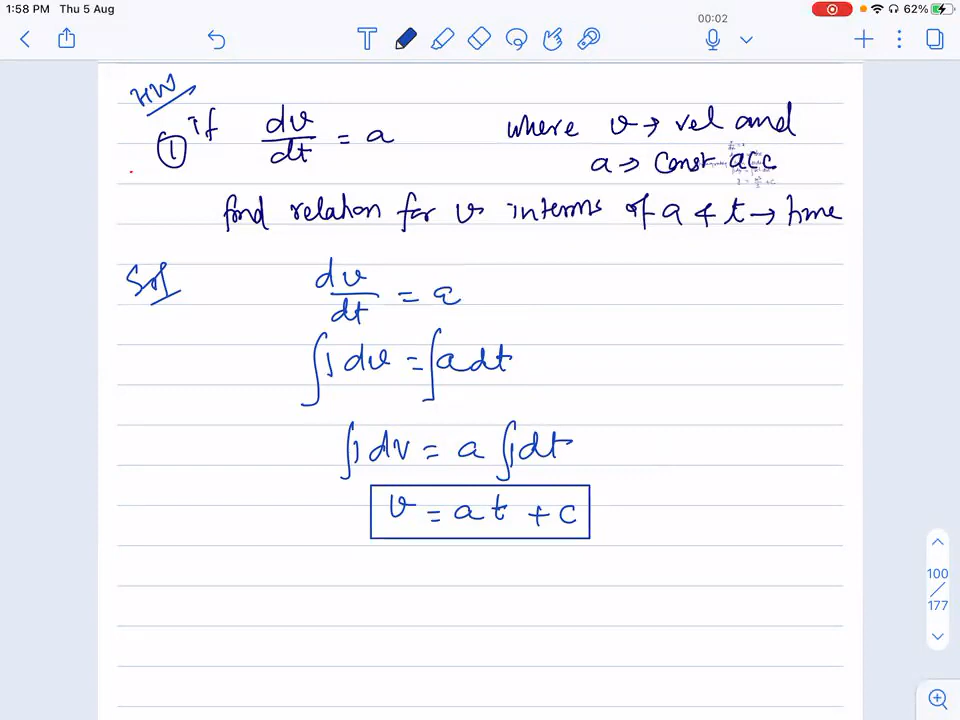 1:58 PM Thu 5 Aug
00:02
62%
T
HW
① if dv/dt = a where v → vel and
a → const acc
find relation for v interms of a & t → time
Sol dv/dt = a
∫1 dv = ∫a dt
∫1 dv = a ∫1 dt
v = at + c
100
/
177